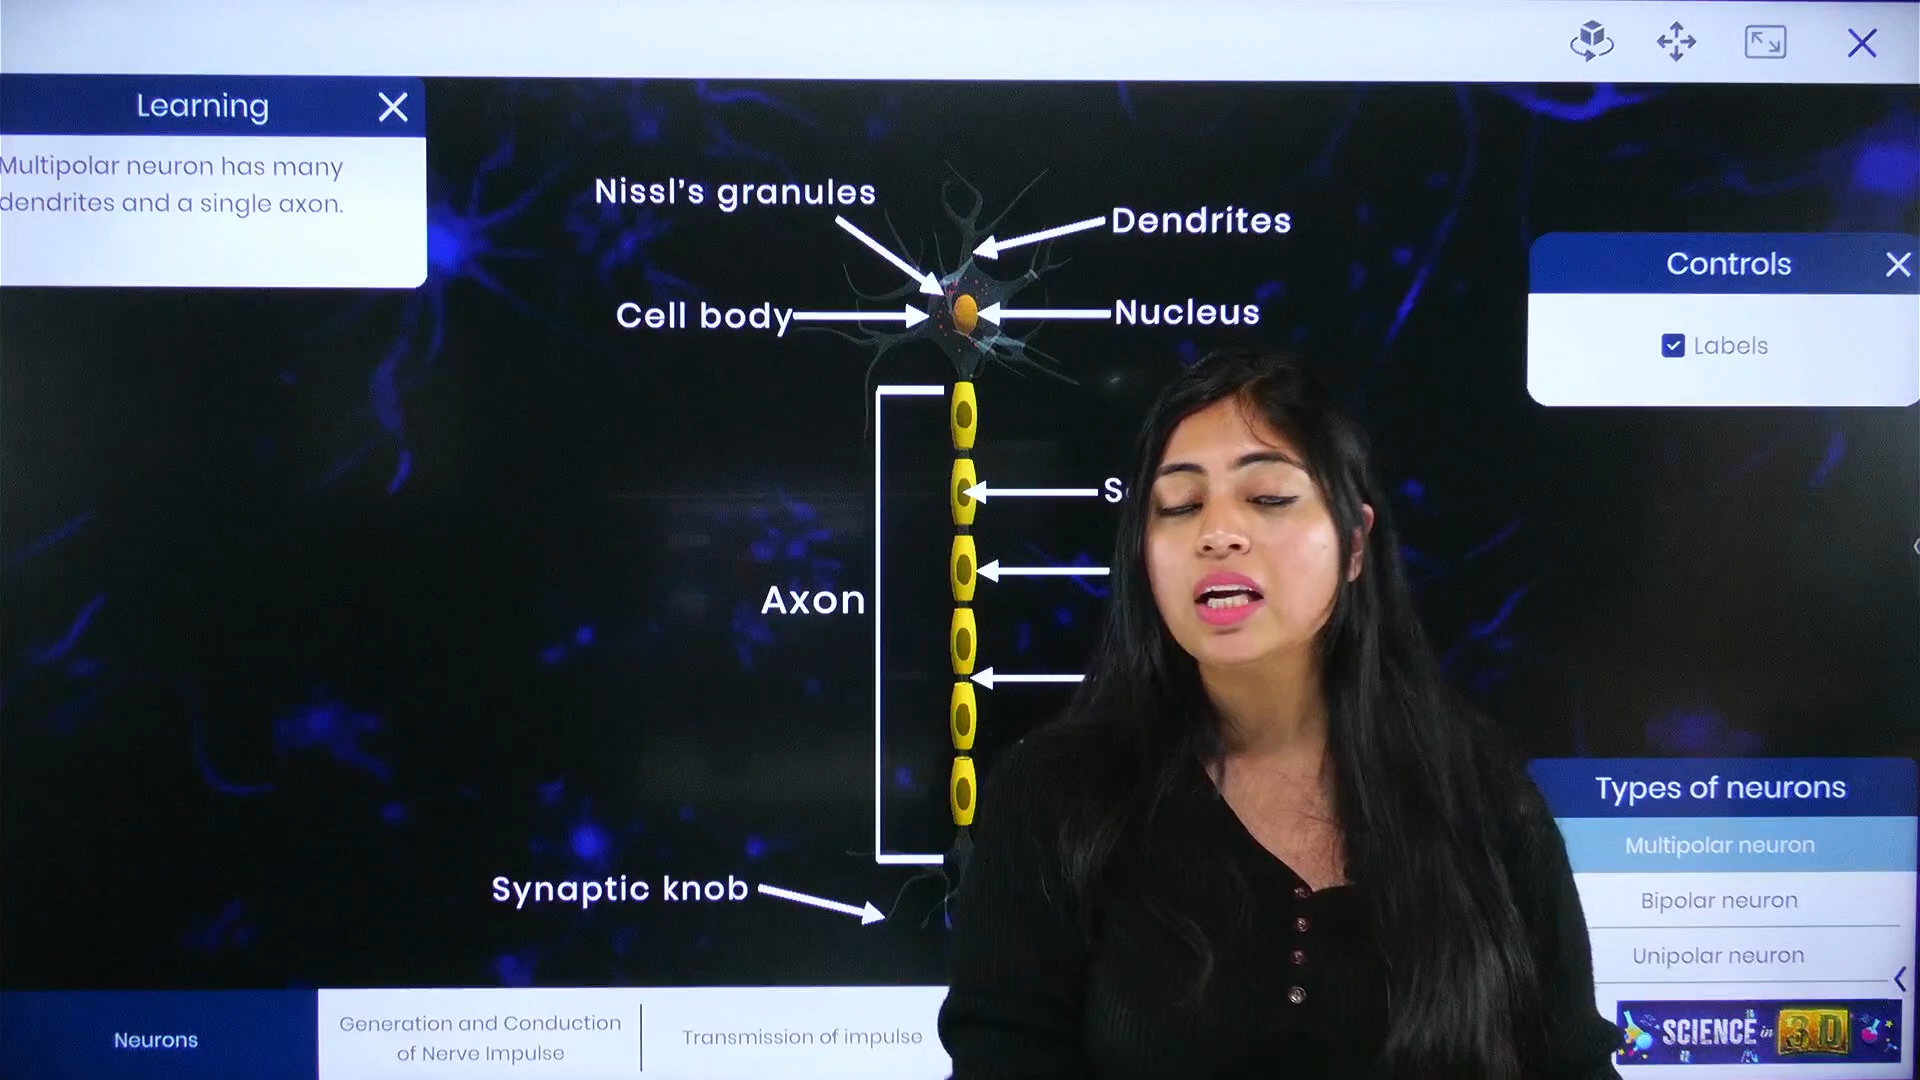 Learning
Multipolar neuron has many
dendrites and a single axon.
Nissl's granules
Dendrites
Cell body
Nucleus
Controls
Labels
Axon
Synaptic knob
Types of neurons
Multipolar neuron
Bipolar neuron
Unipolar neuron
Neurons
Generation and Conduction
of Nerve Impulse
Transmission of impulse
SCIENCE in 3D